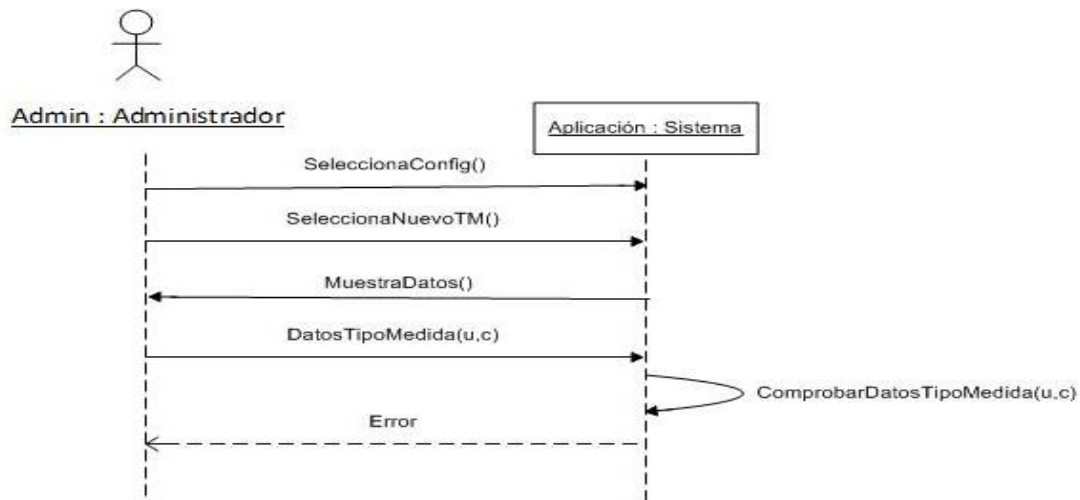 Admin : Administrador
Aplicación : Sistema
SeleccionaConfig()
SeleccionaNuevoTM()
MuestraDatos()
DatosTipoMedida(u,c)
ComprobarDatosTipoMedida(u,c)
Error